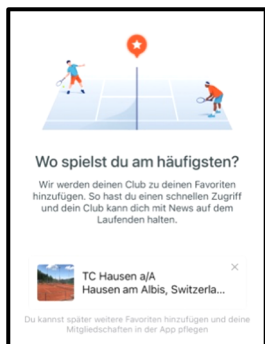 Wo spielst du am häufigsten?
Wir werden deinen Club zu deinen Favoriten
hinzufügen. So hast du einen schnellen Zugriff
und dein Club kann dich mit News auf dem
Laufenden halten.
TC Hausen a/A
Hausen am Albis, Switzerla...
Du kannst später weitere Favoriten hinzufügen und deine
Mitgliedschaften in der App pflegen